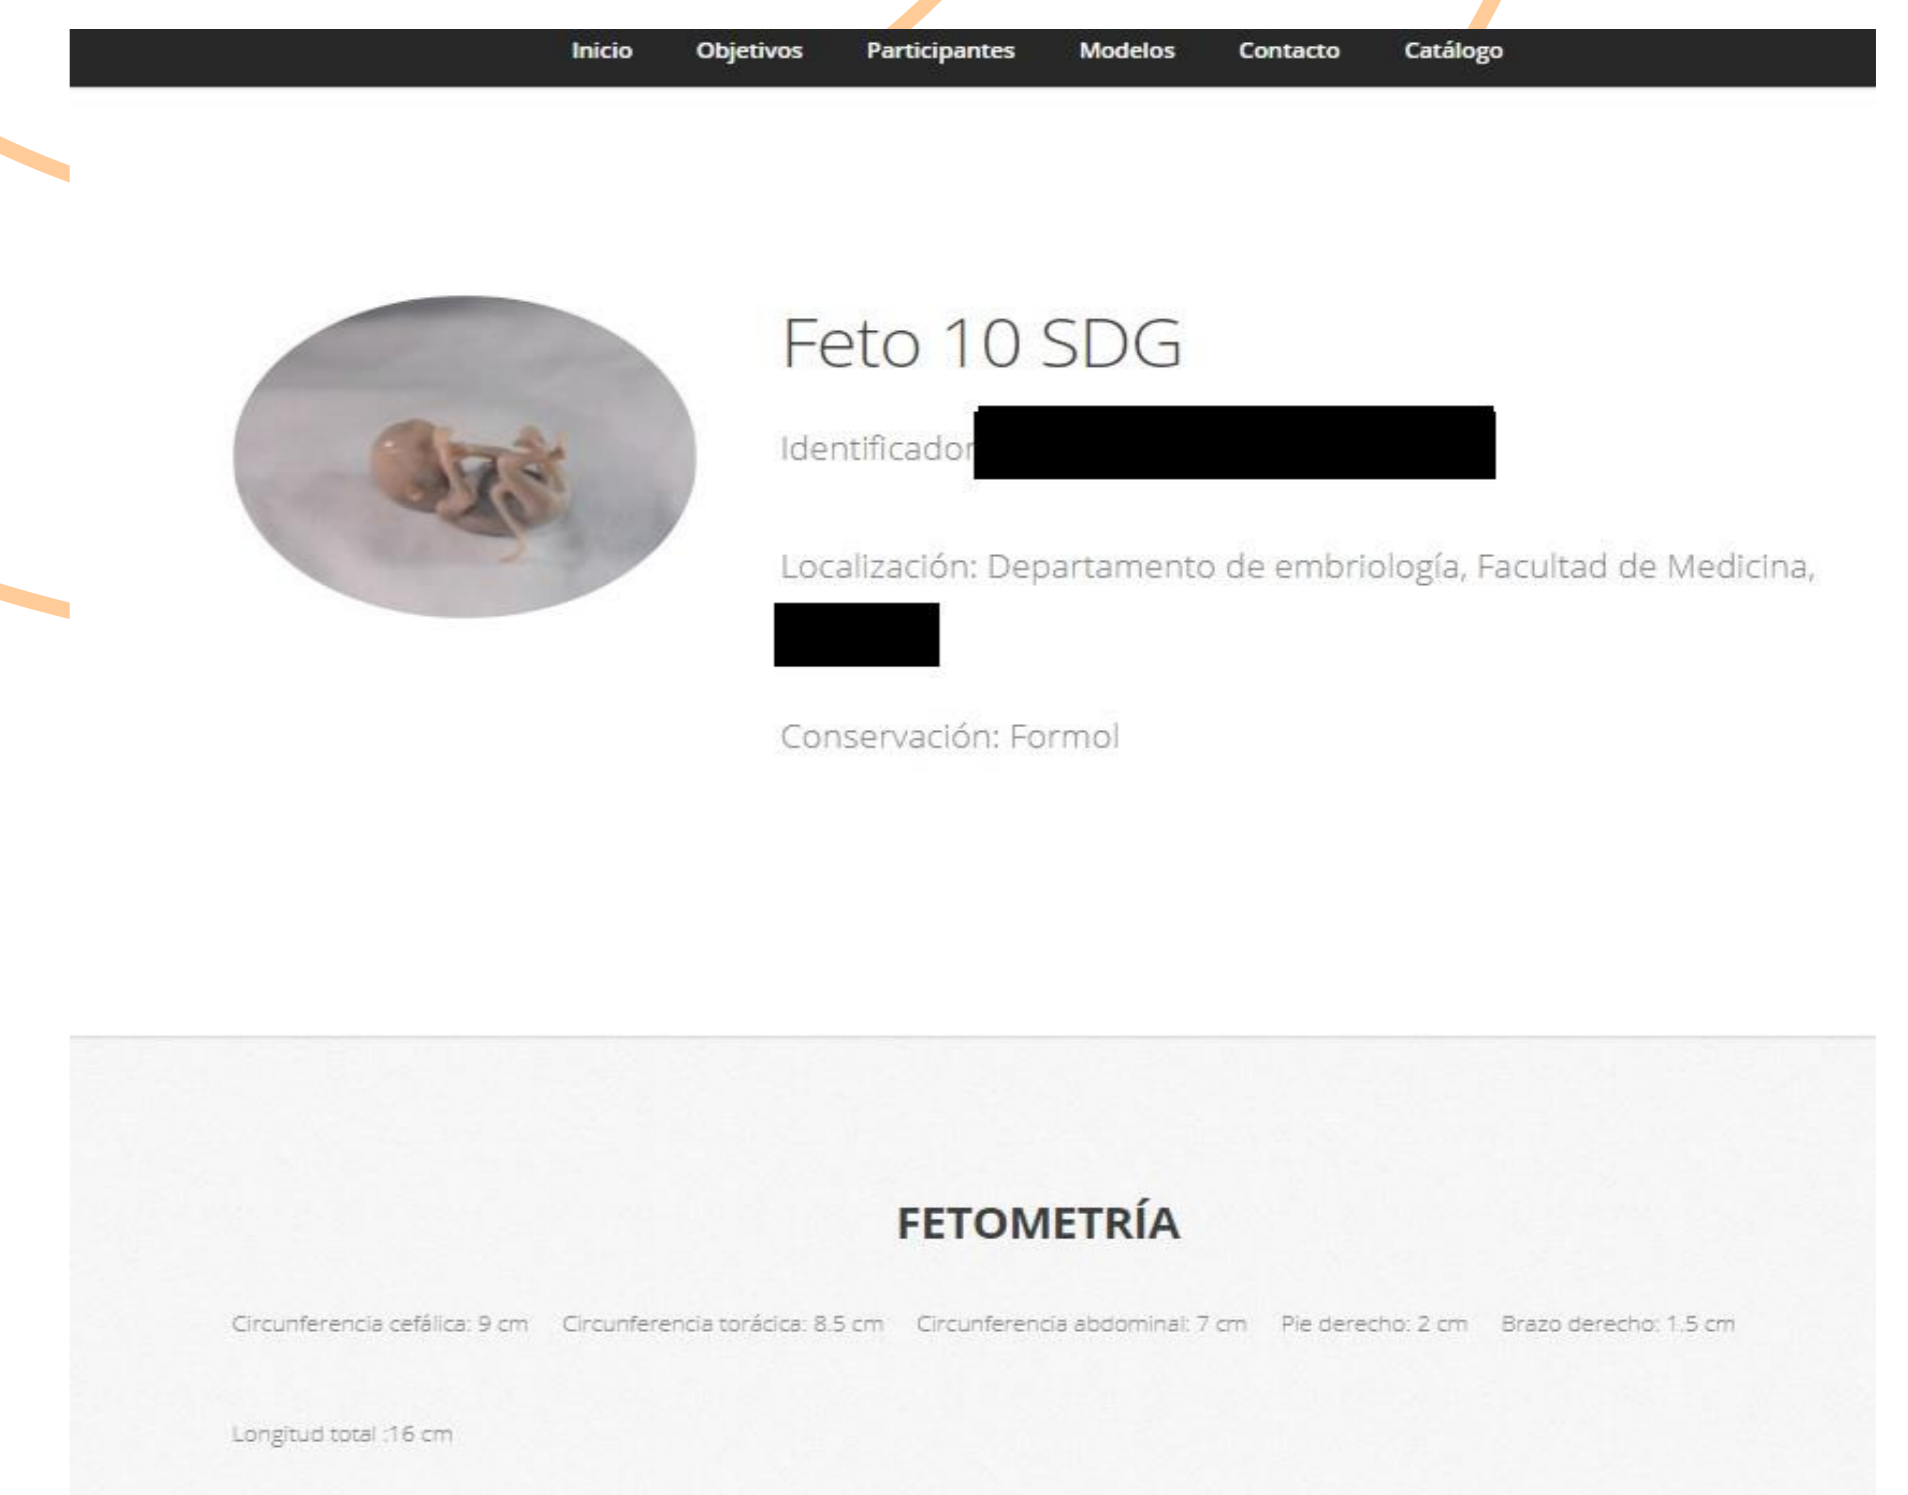 Inicio Objetivos Participantes Modelos Contacto Catálogo
Feto 10 SDG
Identificador
Localización: Departamento de embriología, Facultad de Medicina,
Conservación: Formol
FETOMETRÍA
Circunferencia cefálica: 9 cm Circunferencia torácica: 8.5 cm Circunferencia abdominal: 7 cm Pie derecho: 2 cm Brazo derecho: 1.5 cm
Longitud total :16 cm